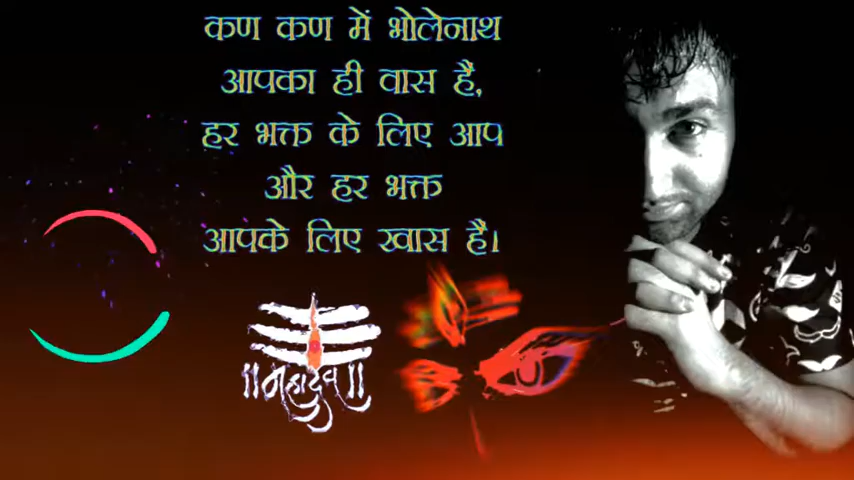 कण कण में भोलेनाथ
आपका ही वास है,
हर भक्त के लिए आप
और हर भक्त
आपके लिए खास है।
॥महादेव॥